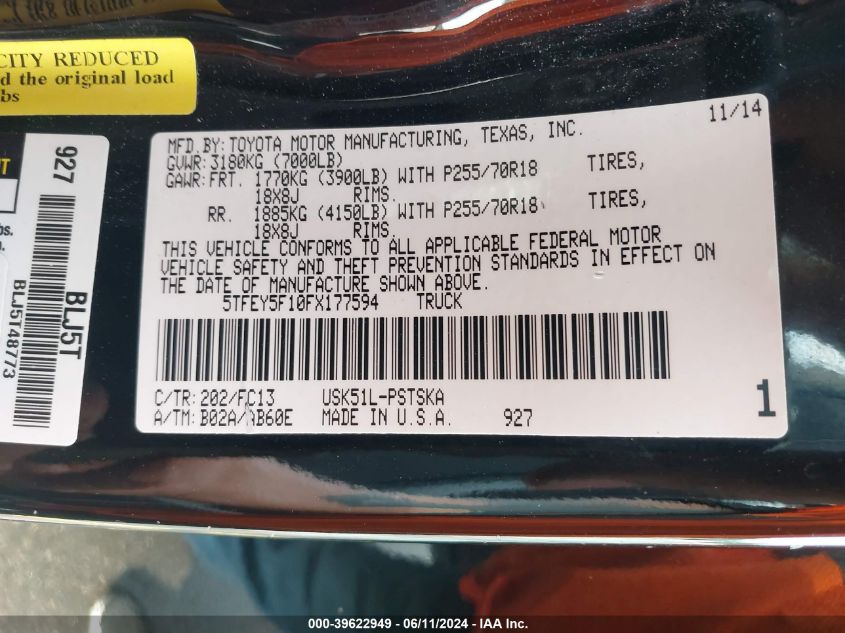 CITY REDUCED
d the original load
bs
927
BLJ5T
BLJ5T48773
11/14
MFD.BY: TOYOTA MOTOR MANUFACTURING, TEXAS, INC.
GVWR: 3180KG (7000LB)
GAWR: FRT. 1770KG (3900LB) WITH P255/70R18 TIRES,
18X8J RIMS.
RR. 1885KG (4150LB) WITH P255/70R18 TIRES,
18X8J RIMS.
THIS VEHICLE CONFORMS TO ALL APPLICABLE FEDERAL MOTOR
VEHICLE SAFETY AND THEFT PREVENTION STANDARDS IN EFFECT ON
THE DATE OF MANUFACTURE SHOWN ABOVE.
5TFEY5F10FX177594 TRUCK
C/TR: 202/FC13 USK51L-PSTSKA
A/TM: B02A/AB60E MADE IN U.S.A. 927
1
000-39622949 - 06/11/2024 - IAA Inc.